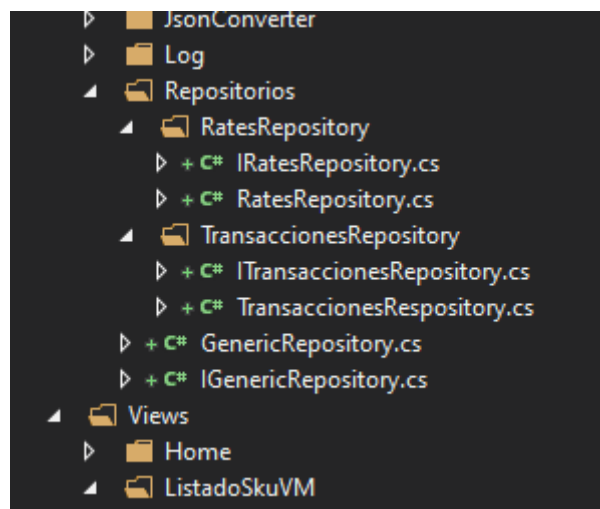 JsonConverter
Log
Repositorios
RatesRepository
+ C# IRatesRepository.cs
+ C# RatesRepository.cs
TransaccionesRepository
+ C# ITransaccionesRepository.cs
+ C# TransaccionesRespository.cs
+ C# GenericRepository.cs
+ C# IGenericRepository.cs
Views
Home
ListadoSkuVM